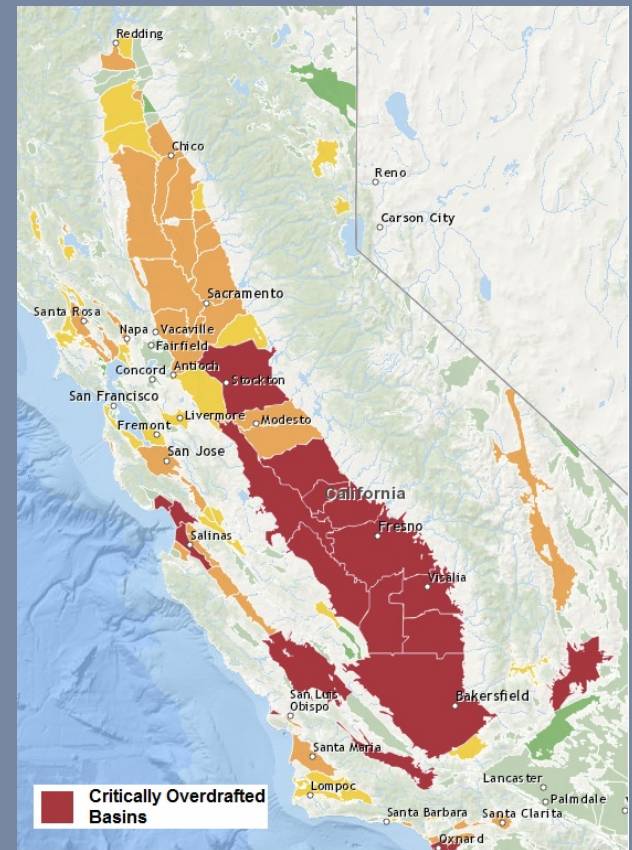 Redding
Chico
Reno
Carson City
Sacramento
Santa Rosa
Napa
Vacaville
Fairfield
Antioch
Concord
Stockton
San Francisco
Livermore
Modesto
Fremont
San Jose
California
Fresno
Salinas
Visalia
San Luis
Obispo
Bakersfield
Santa Maria
Lancaster
Lompoc
Palmdale
Santa Barbara
Santa Clarita
Oxnard
Critically Overdrafted
Basins